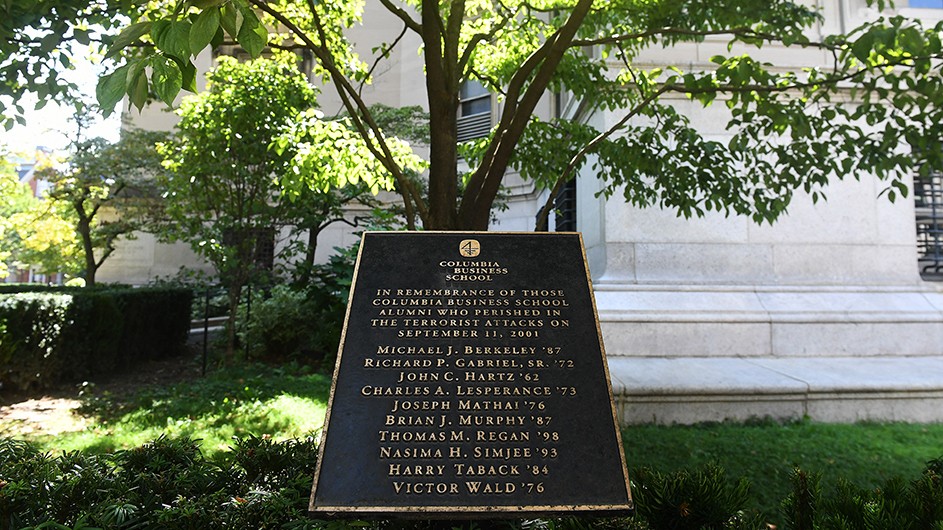 COLUMBIA
BUSINESS
SCHOOL
IN REMEMBRANCE OF THOSE
COLUMBIA BUSINESS SCHOOL
ALUMNI WHO PERISHED IN
THE TERRORIST ATTACKS ON
SEPTEMBER 11, 2001
MICHAEL J. BERKELEY '87
RICHARD P. GABRIEL, SR. '72
JOHN C. HARTZ '62
CHARLES A. LESPERANCE '73
JOSEPH MATHAI '76
BRIAN J. MURPHY '87
THOMAS M. REGAN '98
NASIMA H. SIMJEE '93
HARRY TABACK '84
VICTOR WALD '76